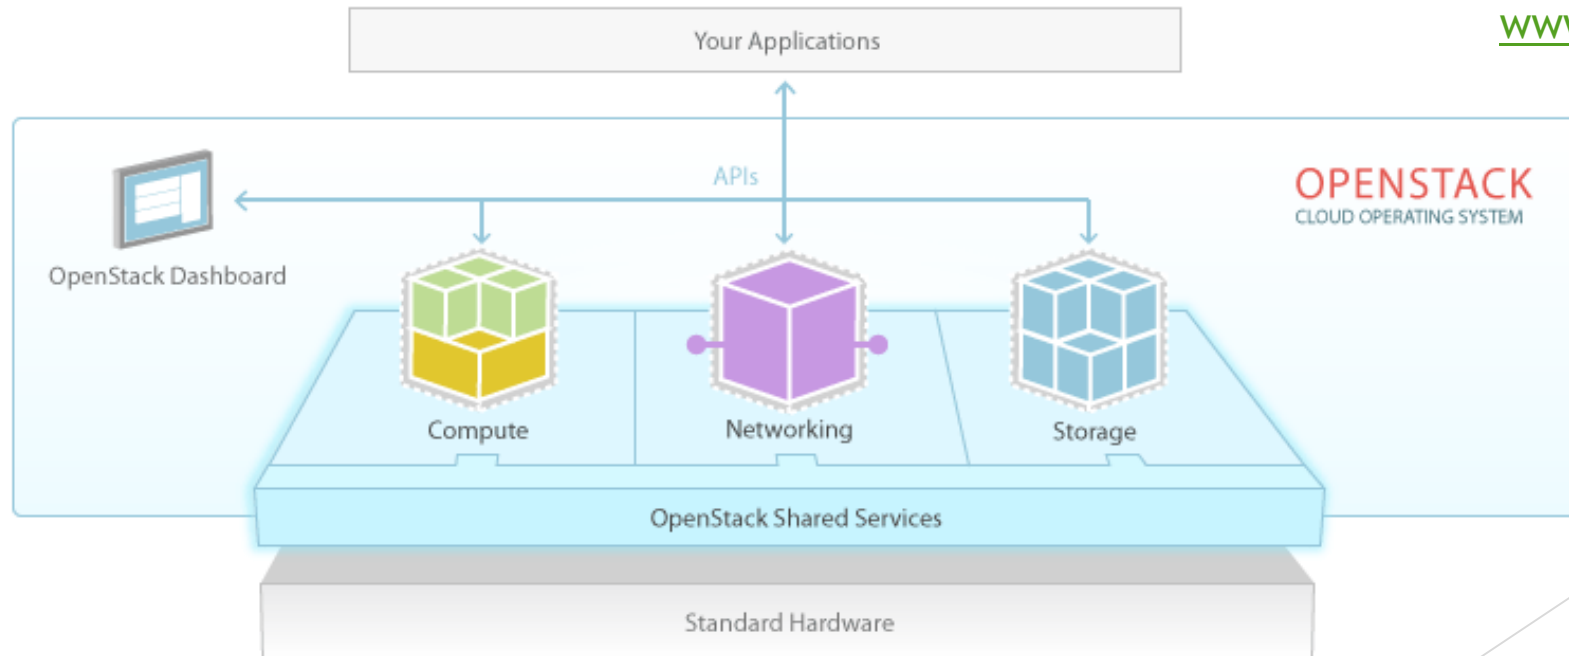 Your Applications
APIs
OPENSTACK
CLOUD OPERATING SYSTEM
OpenStack Dashboard
Compute
Networking
Storage
OpenStack Shared Services
Standard Hardware